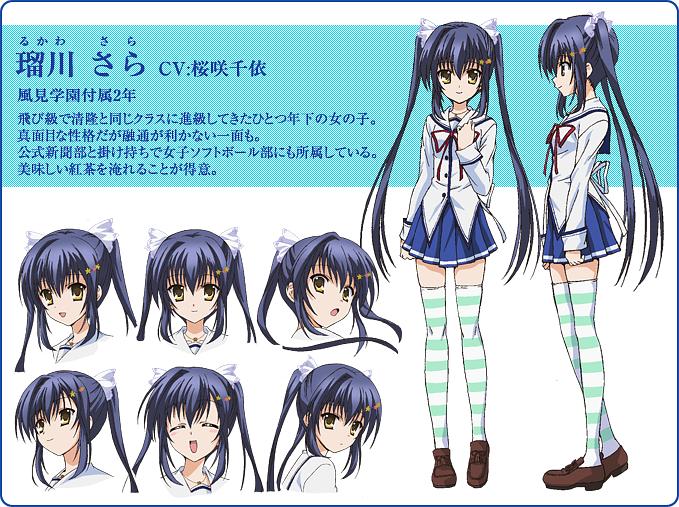 るかわ さら
瑠川 さら CV:桜咲千依
風見学園付属2年
飛び級で清隆と同じクラスに進級してきたひとつ年下の女の子。
真面目な性格だが融通が利かない一面も。
公式新聞部と掛け持ちで女子ソフトボール部にも所属している。
美味しい紅茶を淹れることが得意。